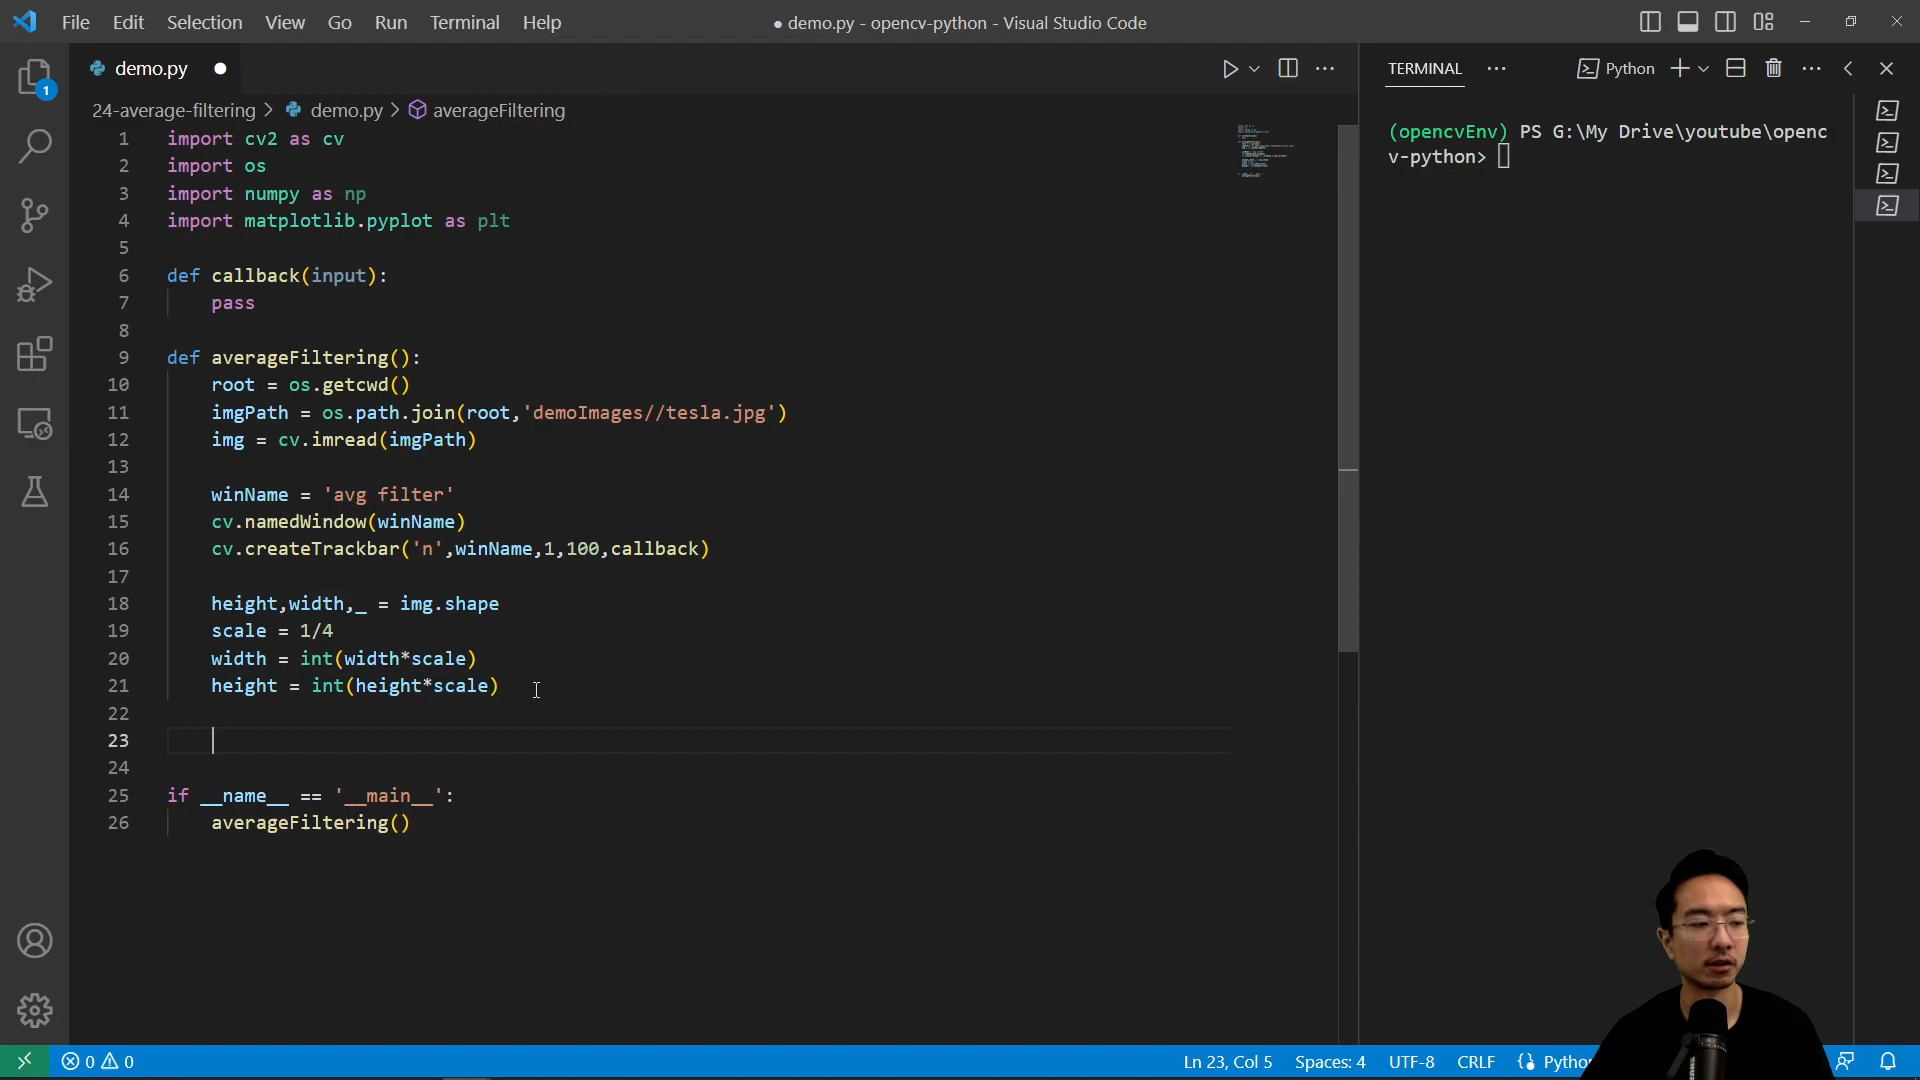 File Edit Selection View Go Run Terminal Help
● demo.py - opencv-python - Visual Studio Code
demo.py
TERMINAL
Python
24-average-filtering > demo.py > averageFiltering
1 import cv2 as cv
2 import os
3 import numpy as np
4 import matplotlib.pyplot as plt
5
6 def callback(input):
7 pass
8
9 def averageFiltering():
10 root = os.getcwd()
11 imgPath = os.path.join(root,'demoImages//tesla.jpg')
12 img = cv.imread(imgPath)
13
14 winName = 'avg filter'
15 cv.namedWindow(winName)
16 cv.createTrackbar('n',winName,1,100,callback)
17
18 height,width,_ = img.shape
19 scale = 1/4
20 width = int(width*scale)
21 height = int(height*scale)
22
23
24
25 if __name__ == '__main__':
26 averageFiltering()
(opencvEnv) PS G:\My Drive\youtube\openc
v-python>
1
0 0
Ln 23, Col 5 Spaces: 4 UTF-8 CRLF